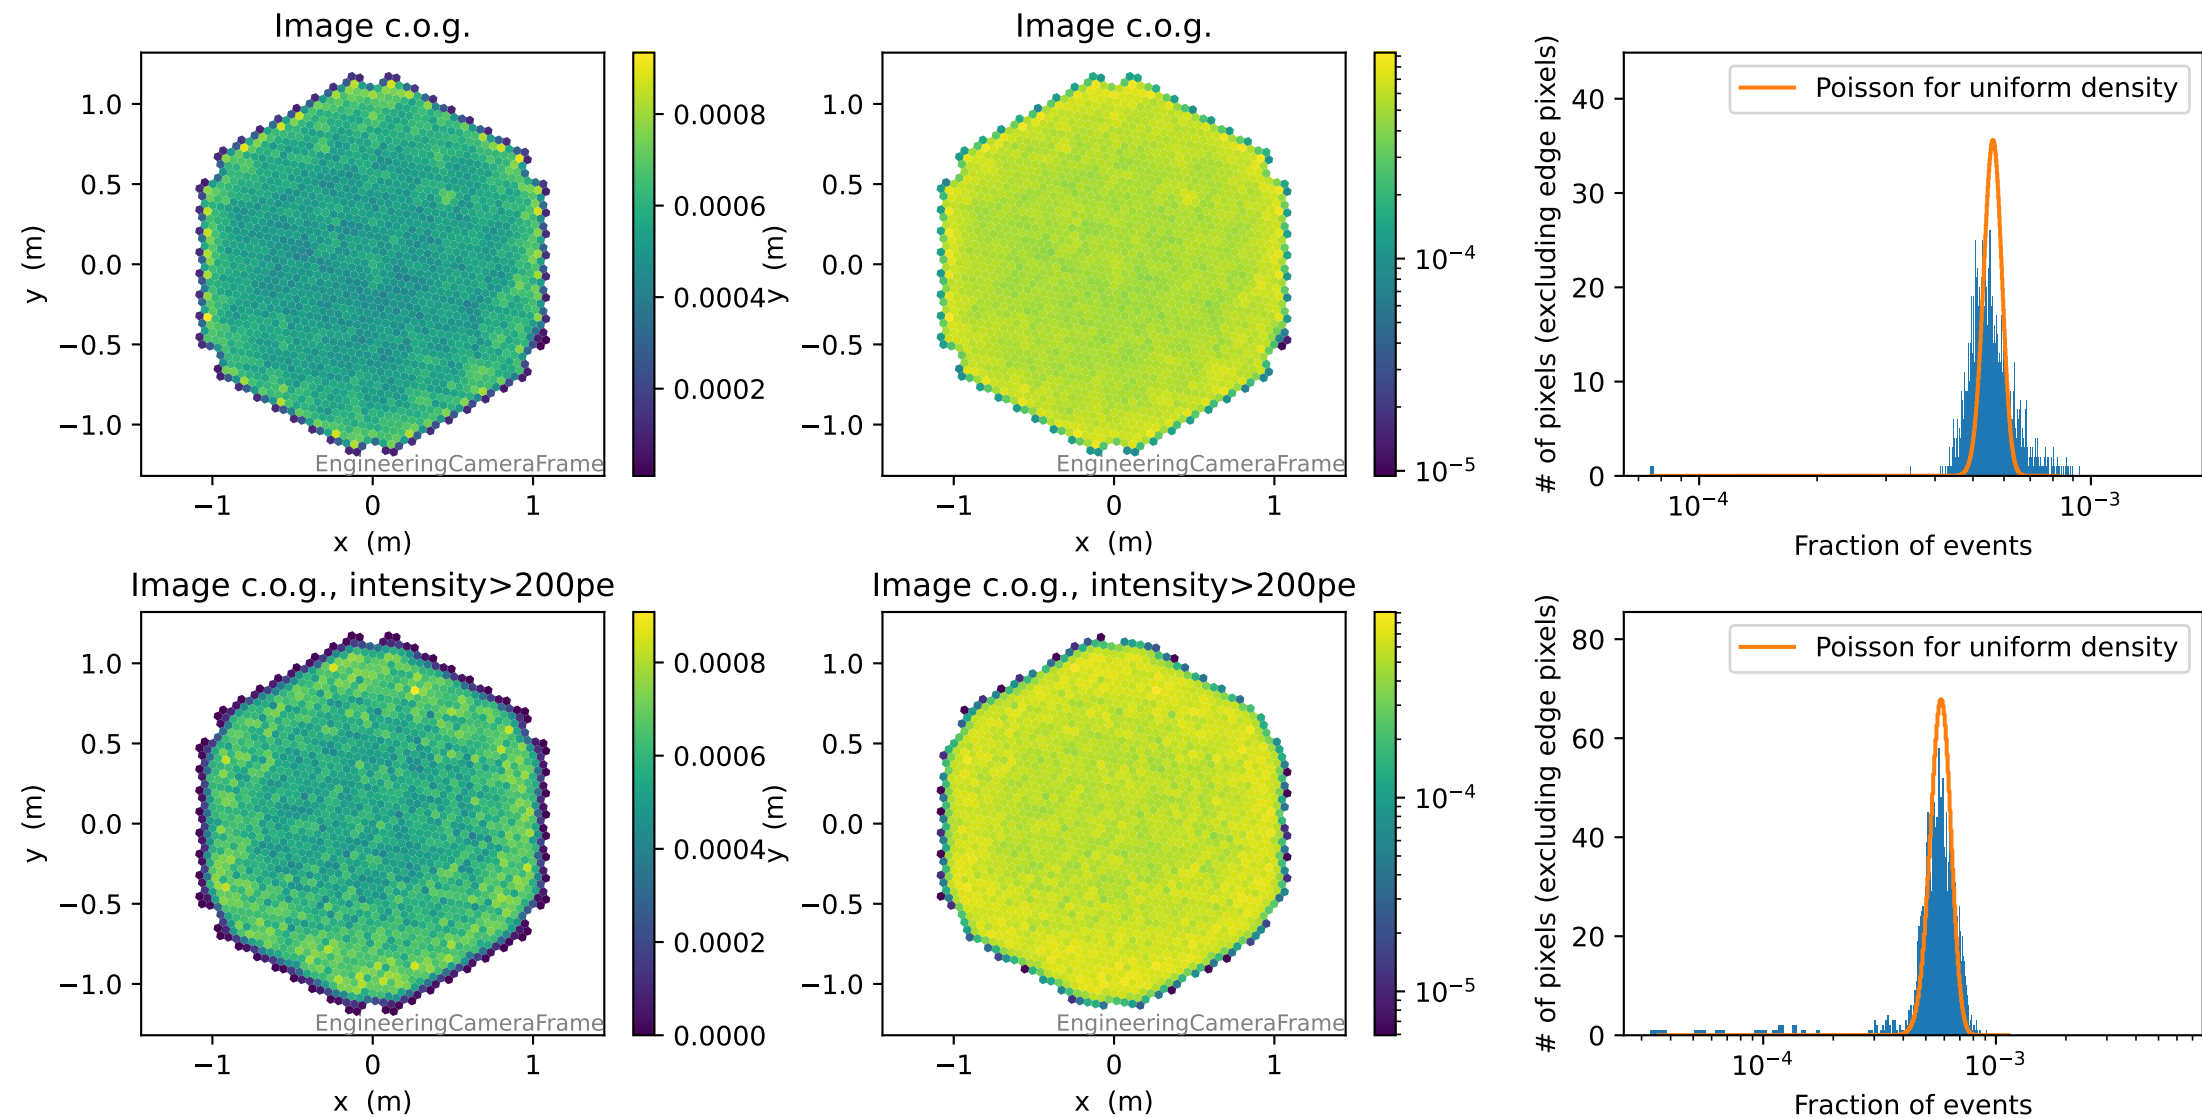 Image c.o.g.
1.0
0.5
0.0
−0.5
−1.0
y (m)
−1
0
1
x (m)
EngineeringCameraFrame
0.0008
0.0006
0.0004
0.0002
Image c.o.g.
1.0
0.5
0.0
−0.5
−1.0
y (m)
−1
0
1
x (m)
EngineeringCameraFrame
10⁻⁴
10⁻⁵
# of pixels (excluding edge pixels)
40
30
20
10
0
Poisson for uniform density
10⁻⁴
10⁻³
Fraction of events
Image c.o.g., intensity>200pe
1.0
0.5
0.0
−0.5
−1.0
y (m)
−1
0
1
x (m)
EngineeringCameraFrame
0.0008
0.0006
0.0004
0.0002
0.0000
Image c.o.g., intensity>200pe
1.0
0.5
0.0
−0.5
−1.0
y (m)
−1
0
1
x (m)
EngineeringCameraFrame
10⁻⁴
10⁻⁵
# of pixels (excluding edge pixels)
80
60
40
20
0
Poisson for uniform density
10⁻⁴
10⁻³
Fraction of events